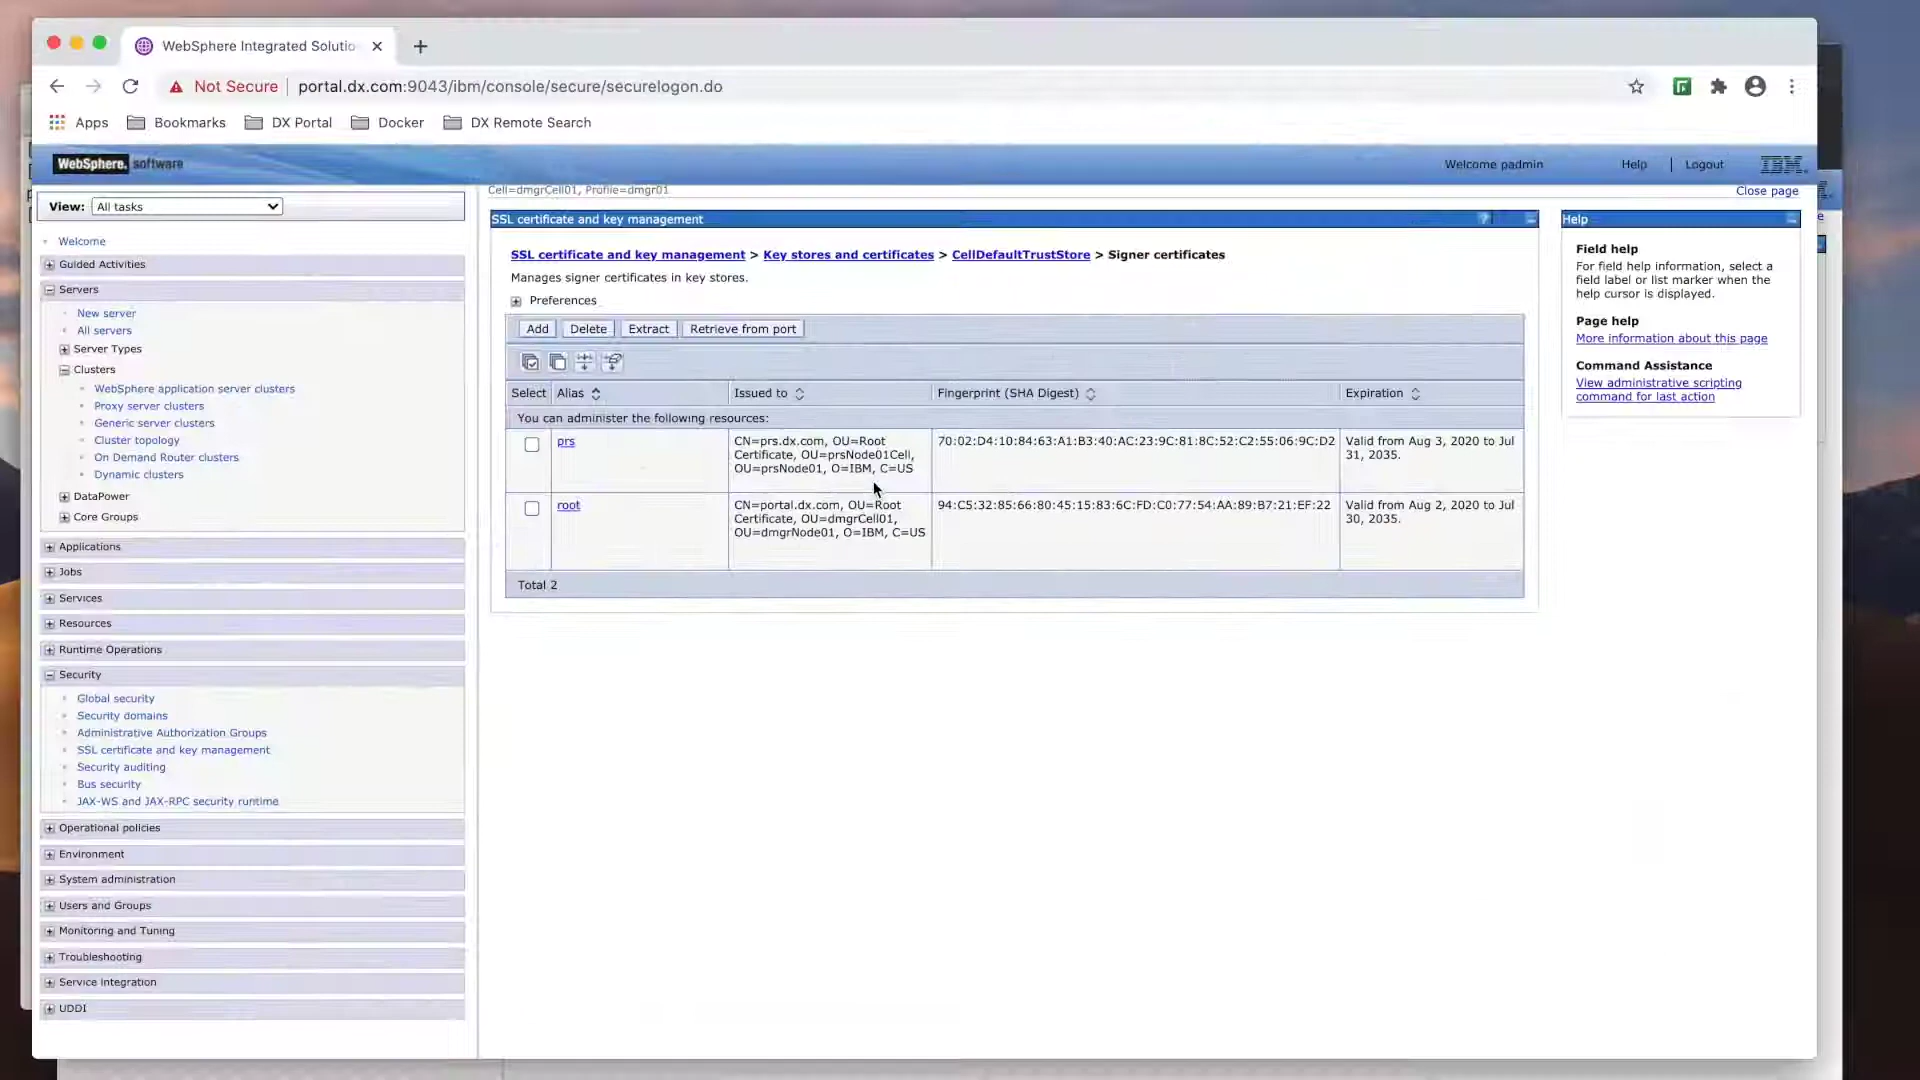 WebSphere Integrated Solutio
Not Secure
portal.dx.com:9043/ibm/console/secure/securelogon.do
Apps
Bookmarks
DX Portal
Docker
DX Remote Search
WebSphere. software
Welcome padmin
Help
Logout
IBM.
Cell=dmgrCell01, Profile=dmgr01
Close page
View: All tasks
Welcome
Guided Activities
Servers
New server
All servers
Server Types
Clusters
WebSphere application server clusters
Proxy server clusters
Generic server clusters
Cluster topology
On Demand Router clusters
Dynamic clusters
DataPower
Core Groups
Applications
Jobs
Services
Resources
Runtime Operations
Security
Global security
Security domains
Administrative Authorization Groups
SSL certificate and key management
Security auditing
Bus security
JAX-WS and JAX-RPC security runtime
Operational policies
Environment
System administration
Users and Groups
Monitoring and Tuning
Troubleshooting
Service integration
UDDI
SSL certificate and key management
?
SSL certificate and key management > Key stores and certificates > CellDefaultTrustStore > Signer certificates
Manages signer certificates in key stores.
Preferences
Add
Delete
Extract
Retrieve from port
Select
Alias
Issued to
Fingerprint (SHA Digest)
Expiration
You can administer the following resources:
prs
CN=prs.dx.com, OU=Root
Certificate, OU=prsNode01Cell,
OU=prsNode01, O=IBM, C=US
70:02:D4:10:84:63:A1:B3:40:AC:23:9C:81:8C:52:C2:55:06:9C:D2
Valid from Aug 3, 2020 to Jul
31, 2035.
root
CN=portal.dx.com, OU=Root
Certificate, OU=dmgrCell01,
OU=dmgrNode01, O=IBM, C=US
94:C5:32:85:66:80:45:15:83:6C:FD:C0:77:54:AA:89:B7:21:EF:22
Valid from Aug 2, 2020 to Jul
30, 2035.
Total 2
Help
Field help
For field help information, select a
field label or list marker when the
help cursor is displayed.
Page help
More information about this page
Command Assistance
View administrative scripting
command for last action